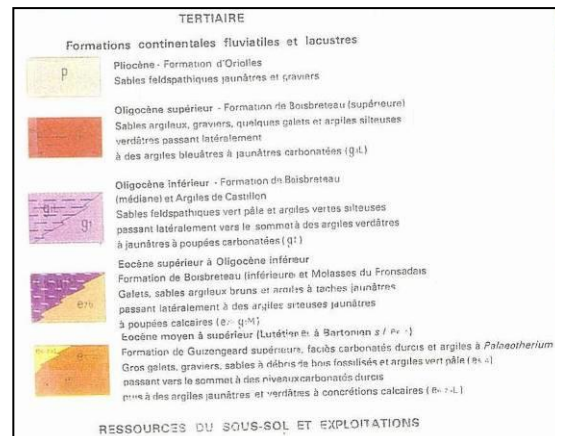 TERTIAIRE
Formations continentales fluviatiles et lacustres
p
Pliocène - Formation d'Oriolles
Sables feldspathiques jaunâtres et graviers
Oligocène supérieur - Formation de Boisbreteau (supérieure)
Sables argileux, graviers, quelques galets et argiles silteuses
verdâtres passant latéralement
à des argiles bleuâtres à jaunâtres carbonatées
Oligocène inférieur - Formation de Boisbreteau
(médiane) et Argiles de Castillon
g1
Sables feldspathiques vert pâle et argiles vertes silteuses
passant latéralement vers le sommet à des argiles verdâtres
à jaunâtres à poupées carbonatées
Eocène supérieur à Oligocène inféreur
Formation de Boisbreteau (inférieure) et Molasses du Fronsadais
Galets, sables argileux bruns et argiles à taches jaunâtres
passant latéralement à des argiles silteuses jaunâtres
à poupées calcaires
Eocène moyen à supérieur (Lutétien à Bartonien
Formation de Guizengeard supérieure, faciès carbonatés durcis et argiles à Palaeotherium
Gros galets, graviers, sables à débris de bois fossilisés et argiles vert pâle
passant vers le sommet à des niveaux carbonatés durcis
puis à des argiles jaunâtres et verdâtres à concrétions calcaires
RESSOURCES DU SOUS-SOL ET EXPLOITATIONS